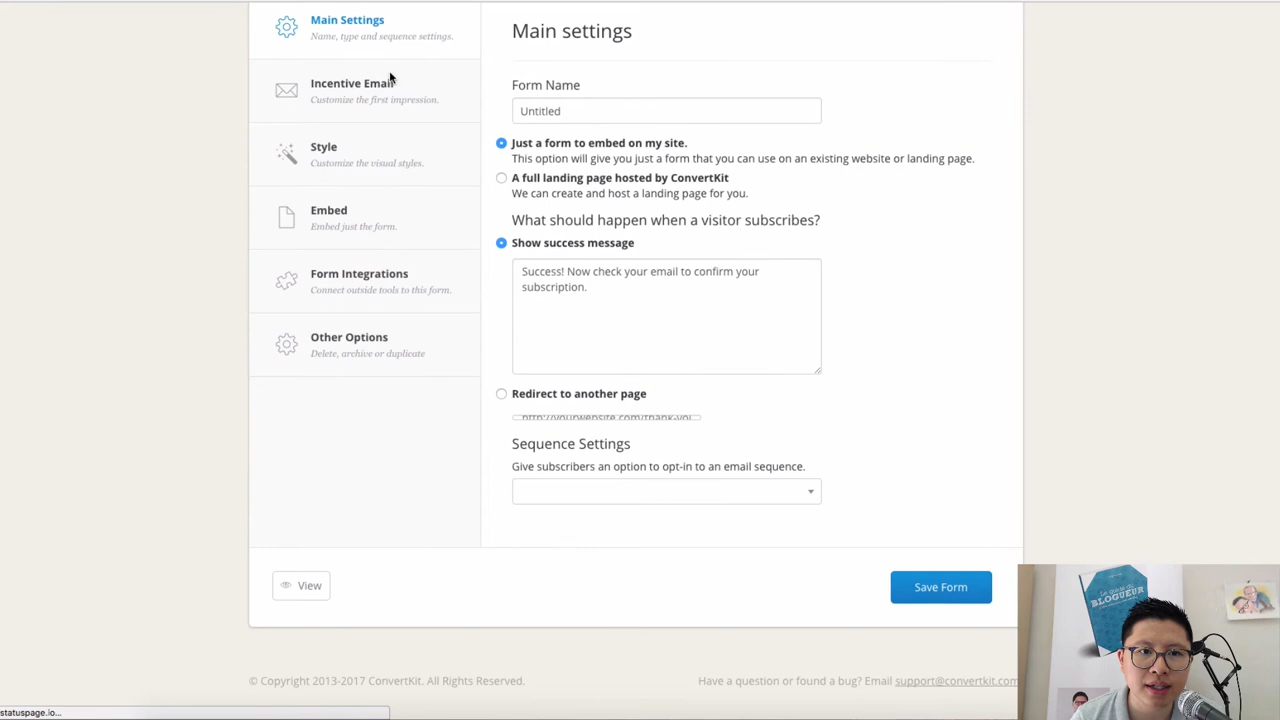 Main Settings
Name, type and sequence settings.
Incentive Email
Customize the first impression.
Style
Customize the visual styles.
Embed
Embed just the form.
Form Integrations
Connect outside tools to this form.
Other Options
Delete, archive or duplicate
Main settings
Form Name
Untitled
Just a form to embed on my site.
This option will give you just a form that you can use on an existing website or landing page.
A full landing page hosted by ConvertKit
We can create and host a landing page for you.
What should happen when a visitor subscribes?
Show success message
Success! Now check your email to confirm your
subscription.
Redirect to another page
http://yourwebsite.com/thank-you
Sequence Settings
Give subscribers an option to opt-in to an email sequence.
View
Save Form
© Copyright 2013-2017 ConvertKit. All Rights Reserved.
Have a question or found a bug? Email support@convertkit.com
statuspage.io...
BLOGUEUR